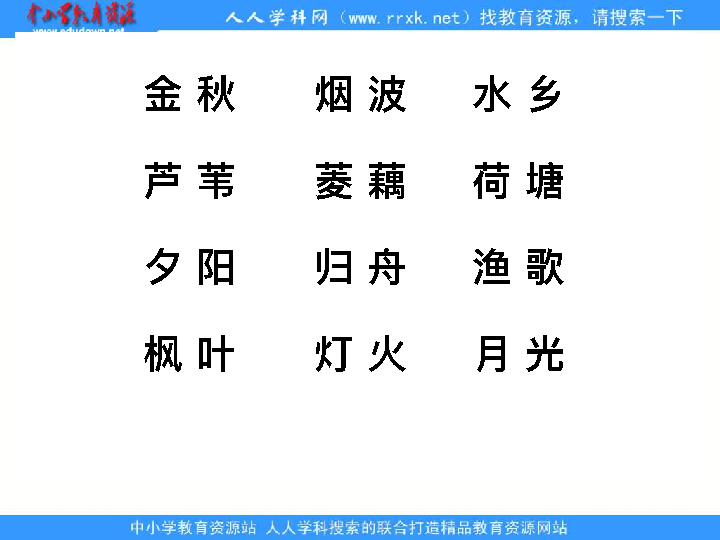 中小学教育资源
www.edudown.net
人人学科网（www.rrxk.net）找教育资源，请搜索一下
金秋 烟波 水乡
芦苇 菱藕 荷塘
夕阳 归舟 渔歌
枫叶 灯火 月光
中小学教育资源站 人人学科搜索的联合打造精品教育资源网站